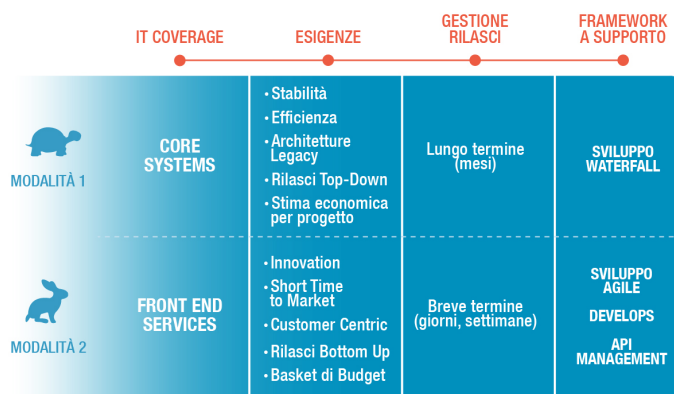 IT COVERAGE
ESIGENZE
GESTIONE
RILASCI
FRAMEWORK
A SUPPORTO
MODALITÀ 1
CORE
SYSTEMS
• Stabilità
• Efficienza
• Architetture
Legacy
• Rilasci Top-Down
• Stima economica
per progetto
Lungo termine
(mesi)
SVILUPPO
WATERFALL
MODALITÀ 2
FRONT END
SERVICES
• Innovation
• Short Time
to Market
• Customer Centric
• Rilasci Bottom Up
• Basket di Budget
Breve termine
(giorni, settimane)
SVILUPPO
AGILE
DEVELOPS
API
MANAGEMENT